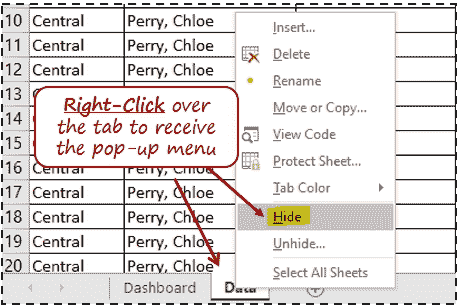 10 Central Perry, Chloe
11 Central Perry, Chloe
12 Central Perry, Chloe
13
14
15
16 Central Perry, Chloe
17 Central Perry, Chloe
18 Central Perry, Chloe
19 Central Perry, Chloe
20 Central Perry, Chloe
Right-Click over
the tab to receive
the pop-up menu
Insert...
Delete
Rename
Move or Copy...
View Code
Protect Sheet...
Tab Color
Hide
Unhide...
Select All Sheets
Dashboard Data